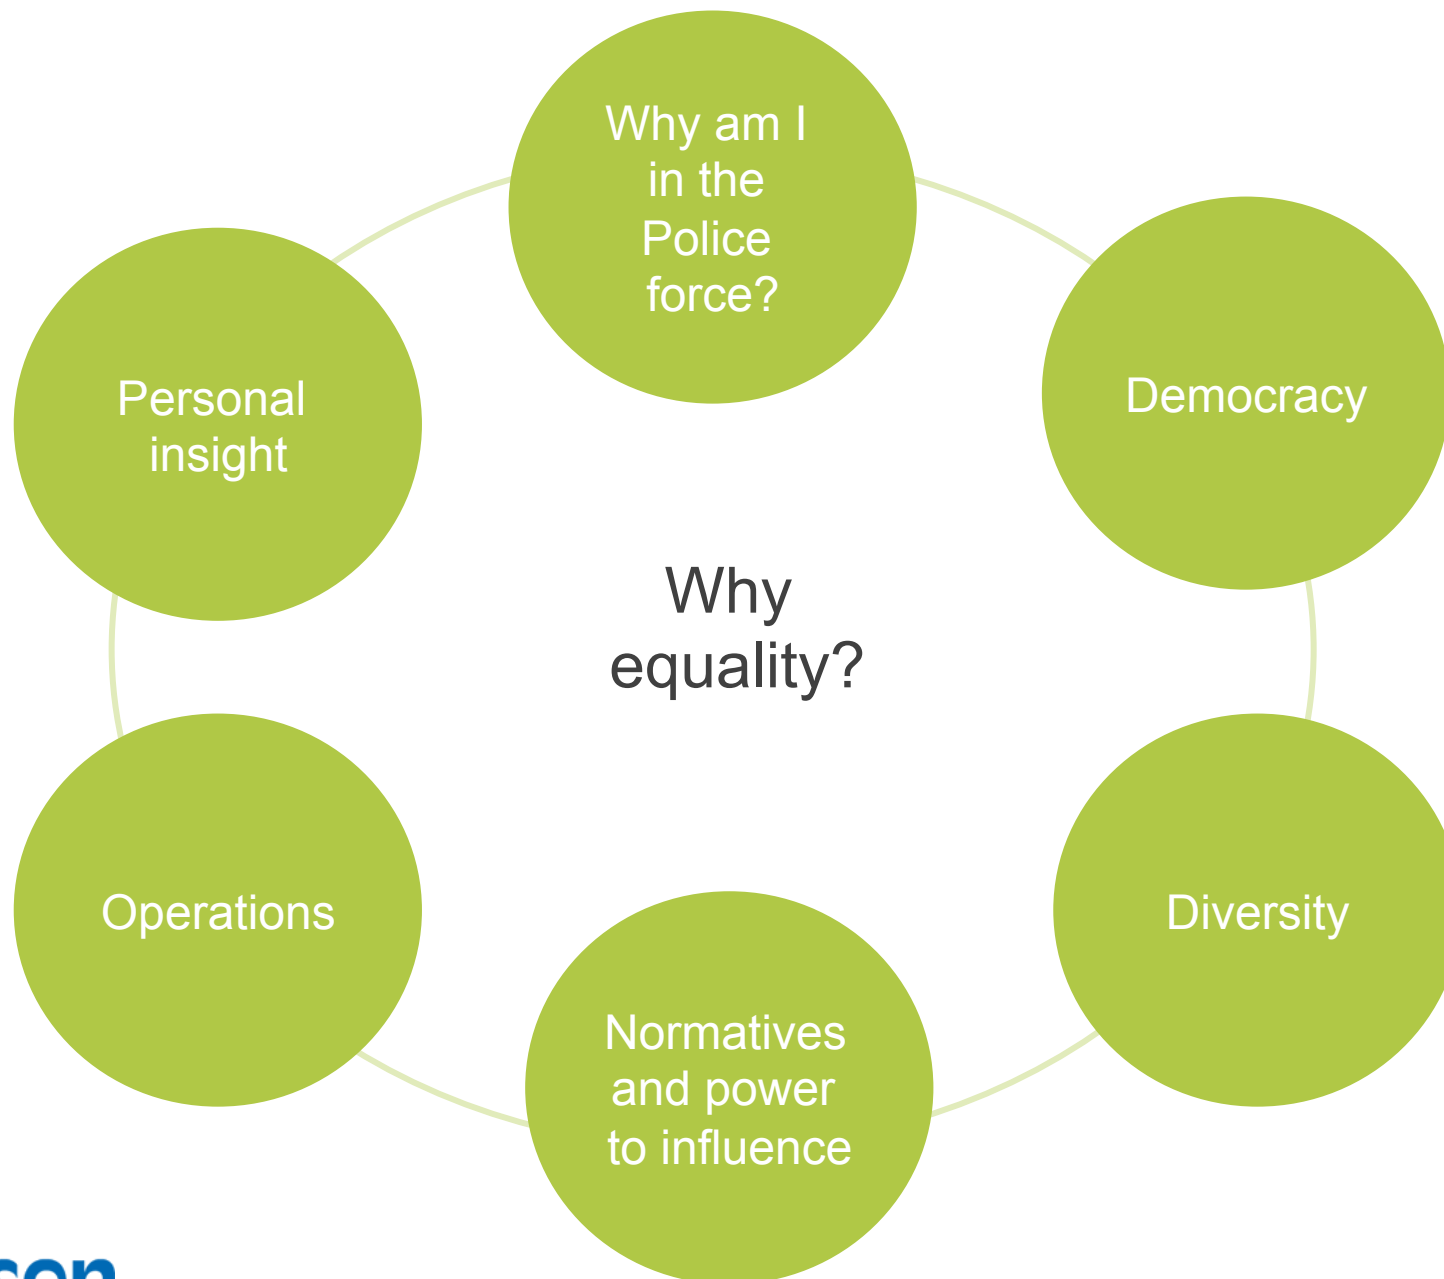 Why am I
in the
Police
force?
Democracy
Personal
insight
Why
equality?
Operations
Diversity
Normatives
and power
to influence